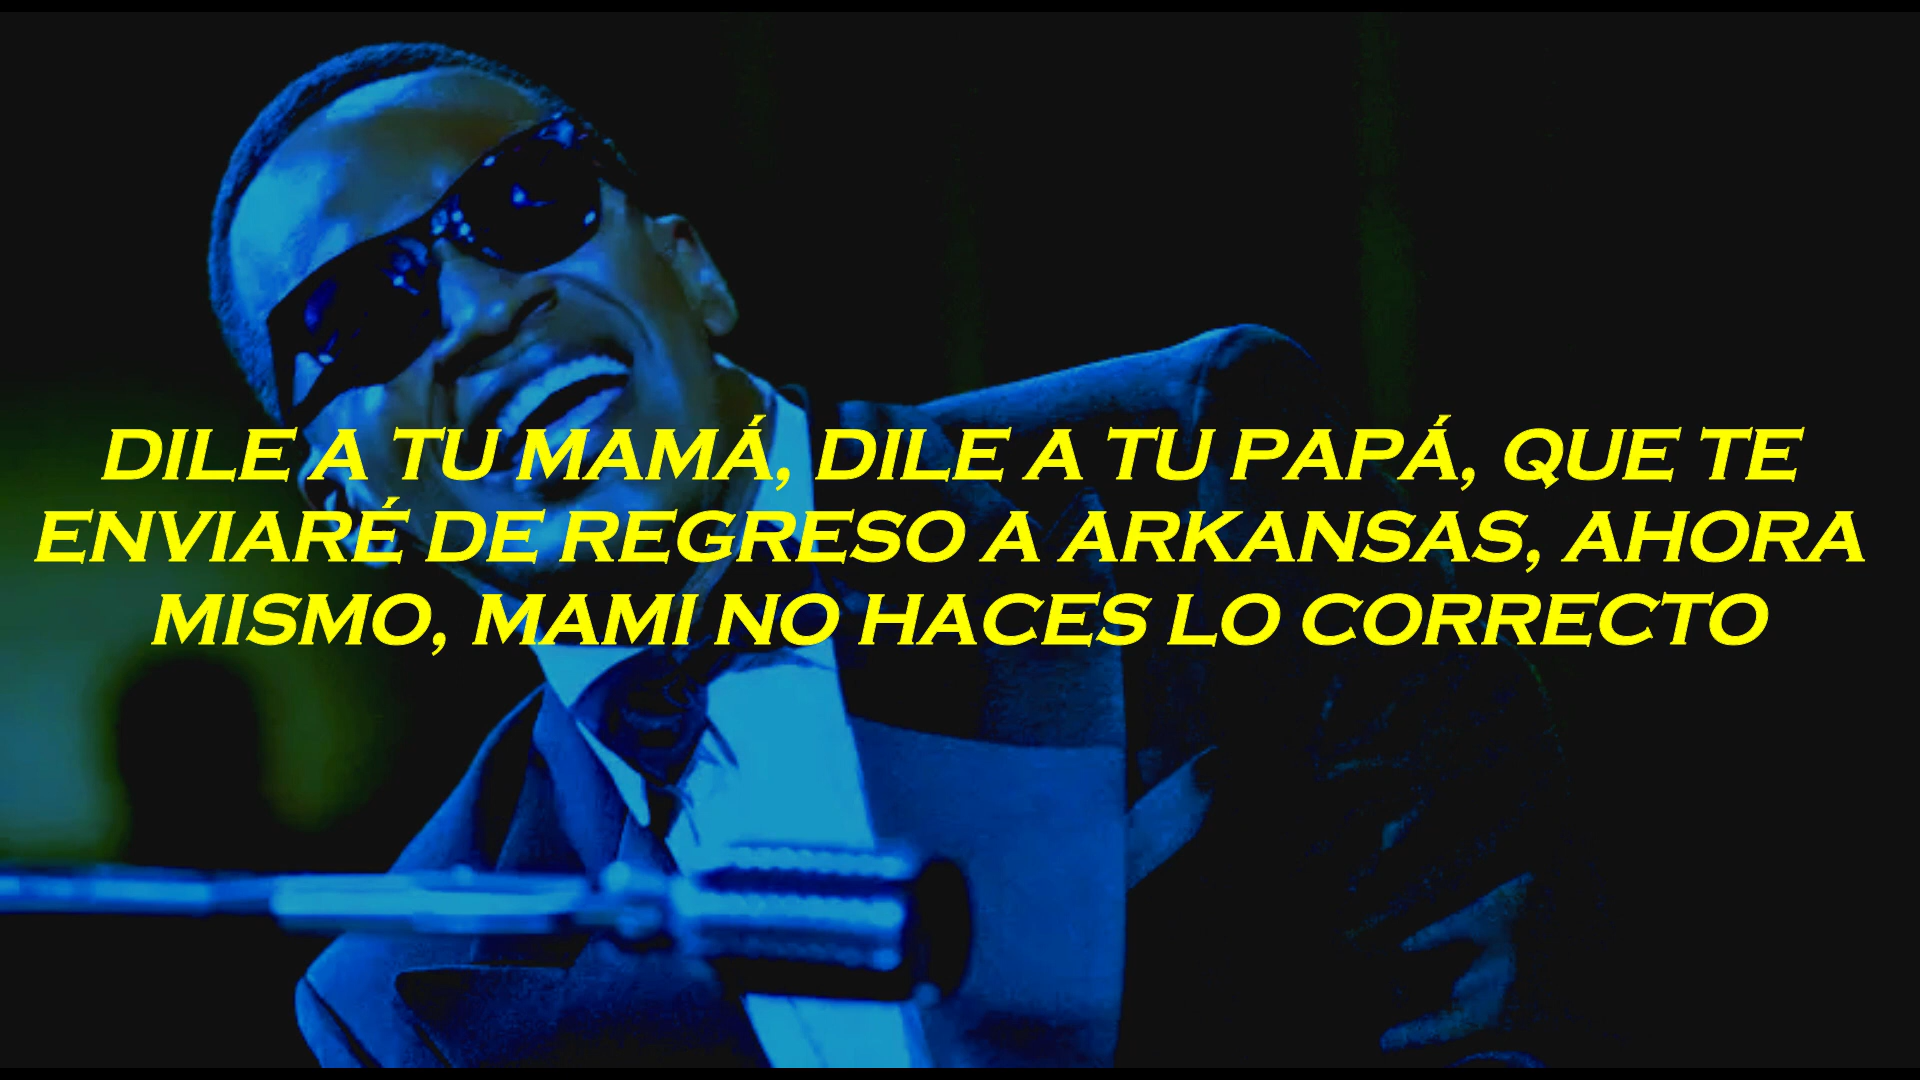 DILE A TU MAMÁ, DILE A TU PAPÁ, QUE TE
ENVIARÉ DE REGRESO A ARKANSAS, AHORA
MISMO, MAMI NO HACES LO CORRECTO